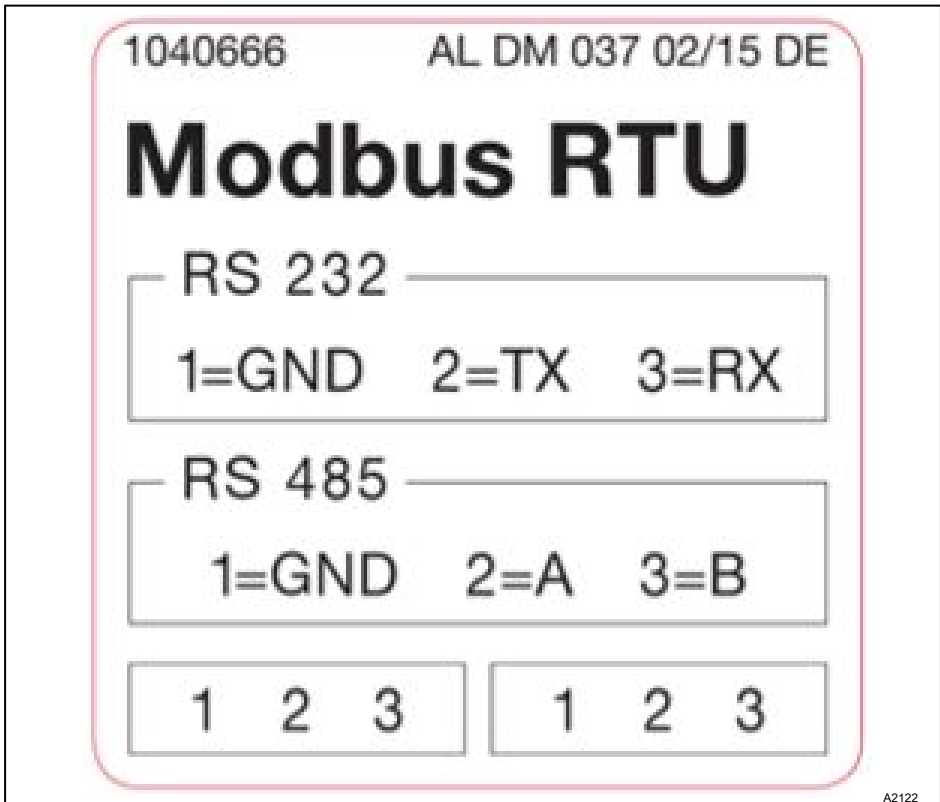 1040666 AL DM 037 02/15 DE
Modbus RTU
RS 232
1=GND 2=TX 3=RX
RS 485
1=GND 2=A 3=B
1 2 3 1 2 3
A2122